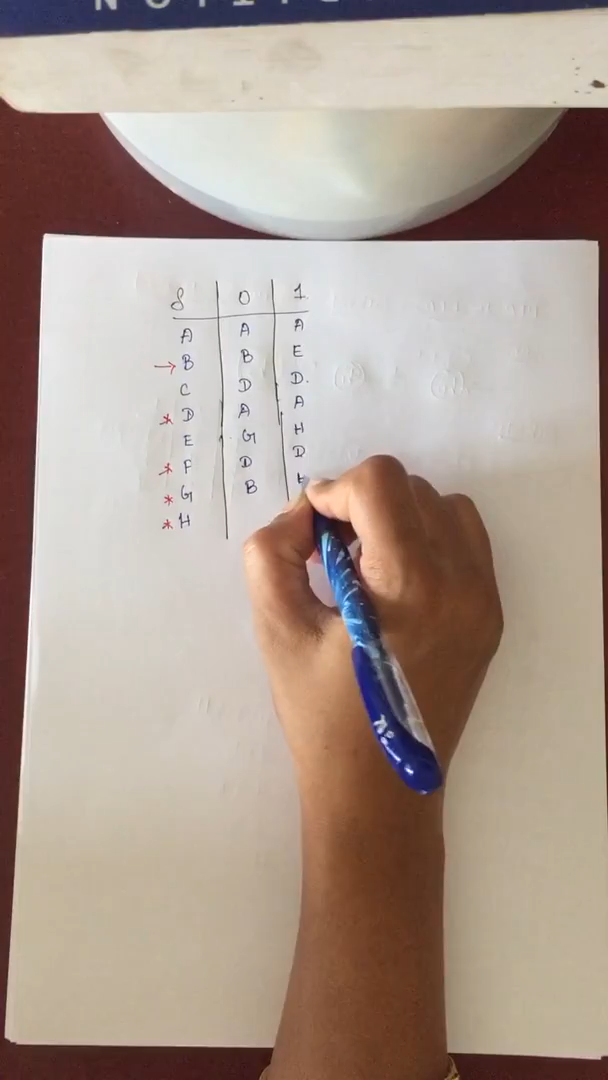 δ 0 1
A A A
→ B B E
C D D.
* D A A
E G H
* F D D
* G B
* H